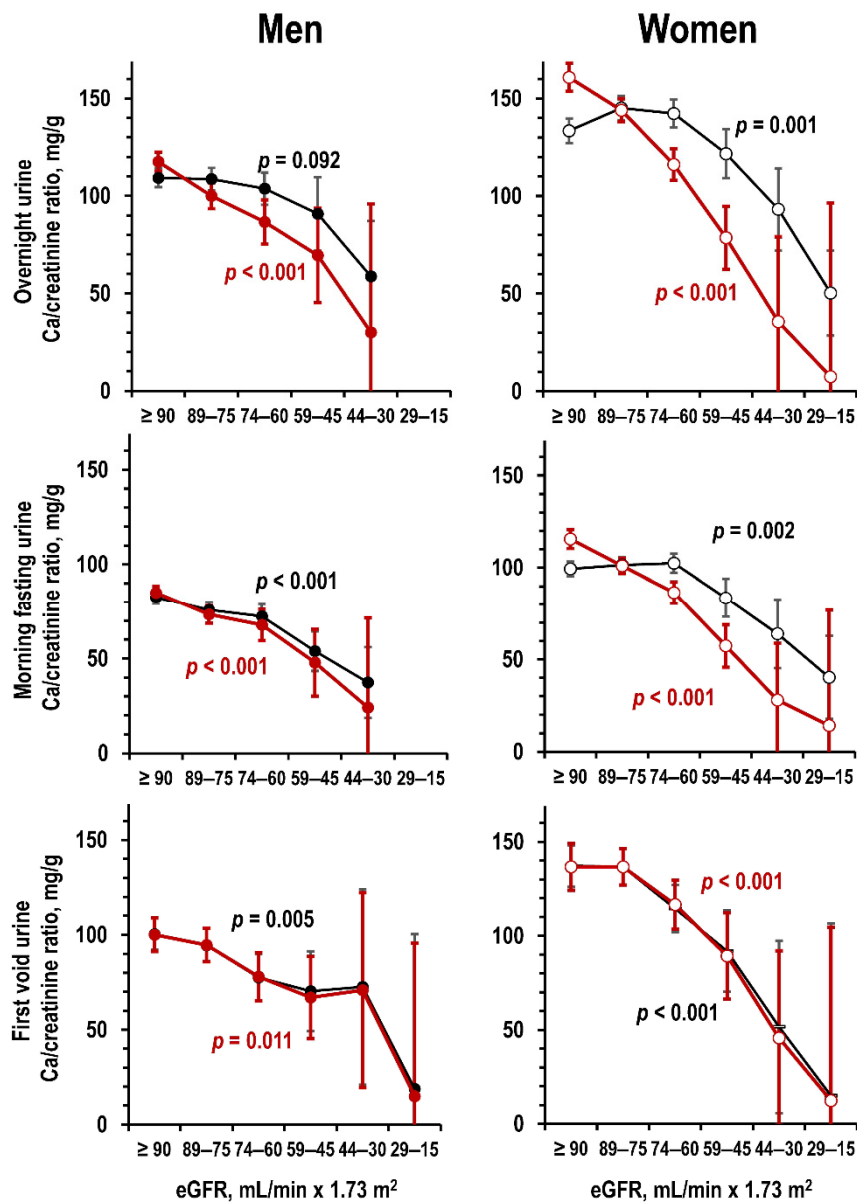 Men Women
Overnight urine
Ca/creatinine ratio, mg/g
150
100
50
0
p = 0.092
p < 0.001
≥ 90 89–75 74–60 59–45 44–30 29–15
150
100
50
0
p = 0.001
p < 0.001
≥ 90 89–75 74–60 59–45 44–30 29–15
Morning fasting urine
Ca/creatinine ratio, mg/g
150
100
50
0
p < 0.001
p < 0.001
≥ 90 89–75 74–60 59–45 44–30 29–15
150
100
50
0
p = 0.002
p < 0.001
≥ 90 89–75 74–60 59–45 44–30 29–15
First void urine
Ca/creatinine ratio, mg/g
150
100
50
0
p = 0.005
p = 0.011
≥ 90 89–75 74–60 59–45 44–30 29–15
eGFR, mL/min x 1.73 m²
150
100
50
0
p < 0.001
p < 0.001
≥ 90 89–75 74–60 59–45 44–30 29–15
eGFR, mL/min x 1.73 m²